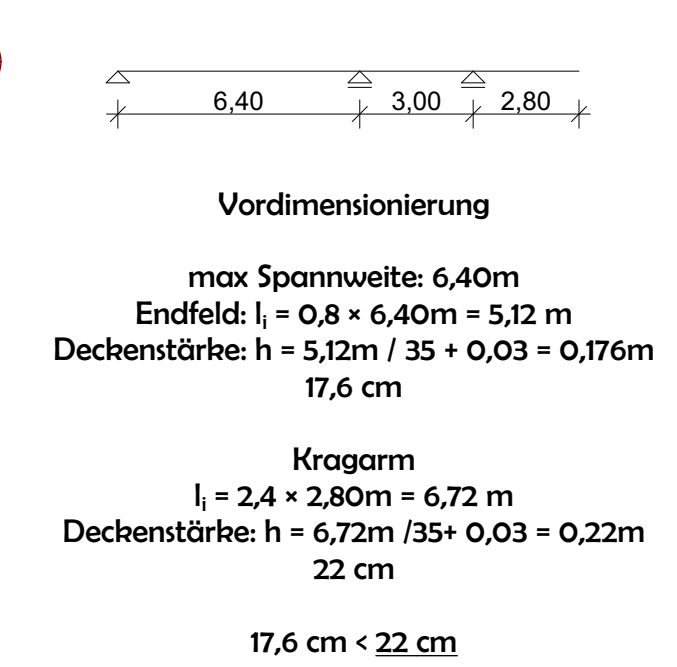 6,40 3,00 2,80
Vordimensionierung
max Spannweite: 6,40m
Endfeld: lᵢ = 0,8 × 6,40m = 5,12 m
Deckenstärke: h = 5,12m / 35 + 0,03 = 0,176m
17,6 cm
Kragarm
lᵢ = 2,4 × 2,80m = 6,72 m
Deckenstärke: h = 6,72m /35+ 0,03 = 0,22m
22 cm
17,6 cm < 22 cm